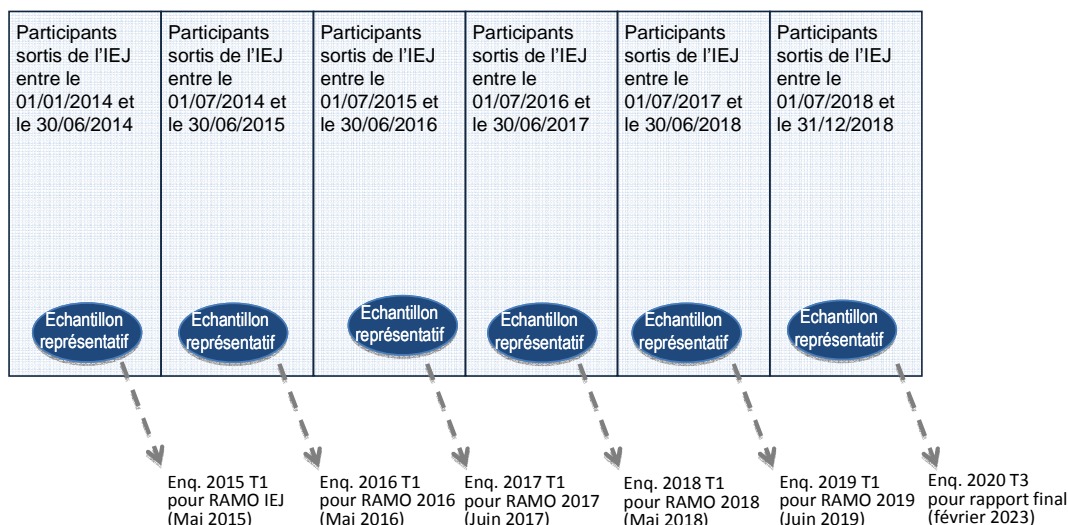 Participants
sortis de l’IEJ
entre le
01/01/2014 et
le 30/06/2014
Participants
sortis de l’IEJ
entre le
01/07/2014 et
le 30/06/2015
Participants
sortis de l’IEJ
entre le
01/07/2015 et
le 30/06/2016
Participants
sortis de l’IEJ
entre le
01/07/2016 et
le 30/06/2017
Participants
sortis de l’IEJ
entre le
01/07/2017 et
le 30/06/2018
Participants
sortis de l’IEJ
entre le
01/07/2018 et
le 31/12/2018
Echantillon
représentatif
Echantillon
représentatif
Echantillon
représentatif
Echantillon
représentatif
Echantillon
représentatif
Echantillon
représentatif
Enq. 2015 T1
pour RAMO IEJ
(Mai 2015)
Enq. 2016 T1
pour RAMO 2016
(Mai 2016)
Enq. 2017 T1
pour RAMO 2017
(Juin 2017)
Enq. 2018 T1
pour RAMO 2018
(Mai 2018)
Enq. 2019 T1
pour RAMO 2019
(Juin 2019)
Enq. 2020 T3
pour rapport final
(février 2023)